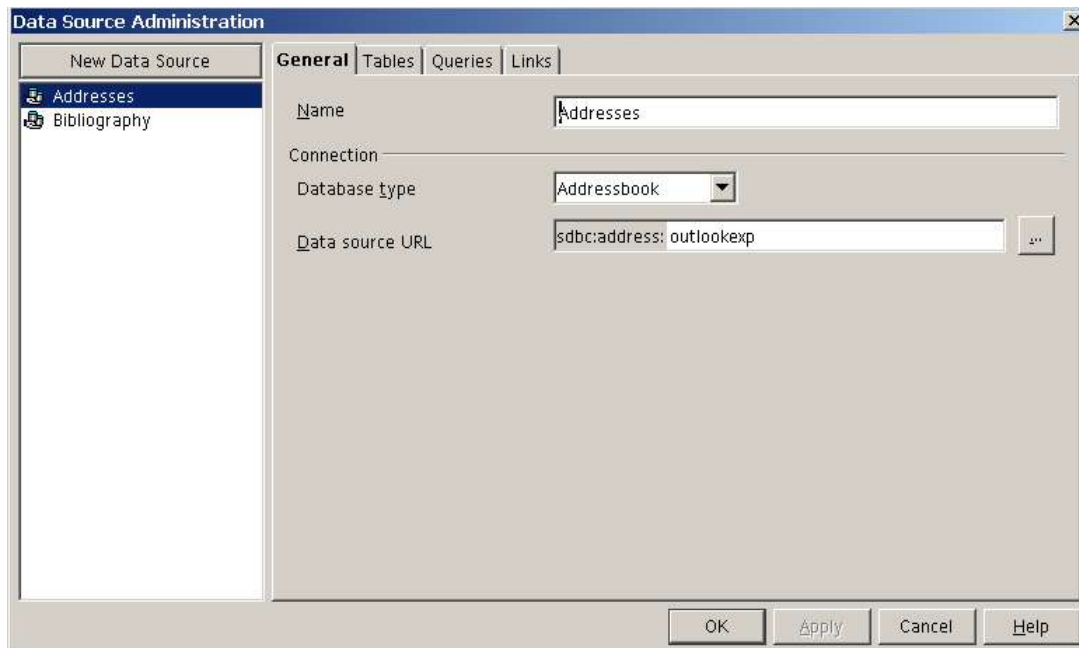 Data Source Administration
New Data Source
Addresses
Bibliography
General Tables Queries Links
Name Addresses
Connection
Database type Addressbook
Data source URL sdbc:address: outlookexp ...
OK Apply Cancel Help